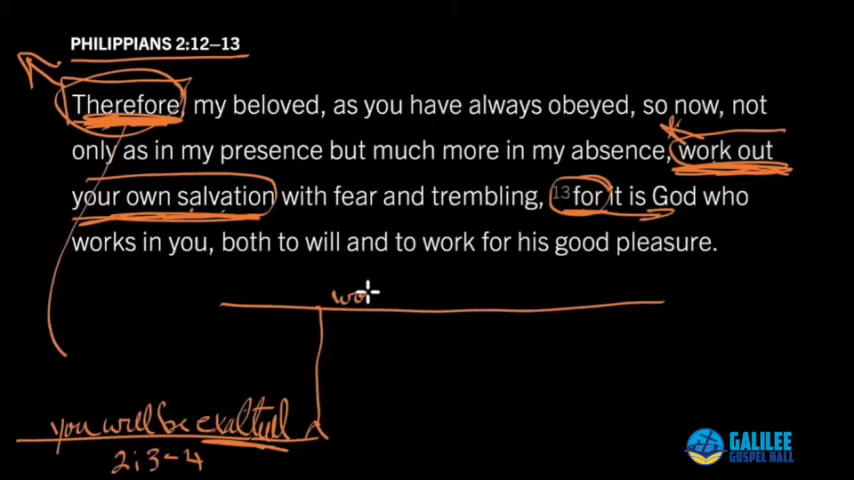 PHILIPPIANS 2:12–13
Therefore, my beloved, as you have always obeyed, so now, not
only as in my presence but much more in my absence, work out
your own salvation with fear and trembling, 13 for it is God who
works in you, both to will and to work for his good pleasure.
wo
you will be exalted
2:3-4
GALILEE
GOSPEL HALL